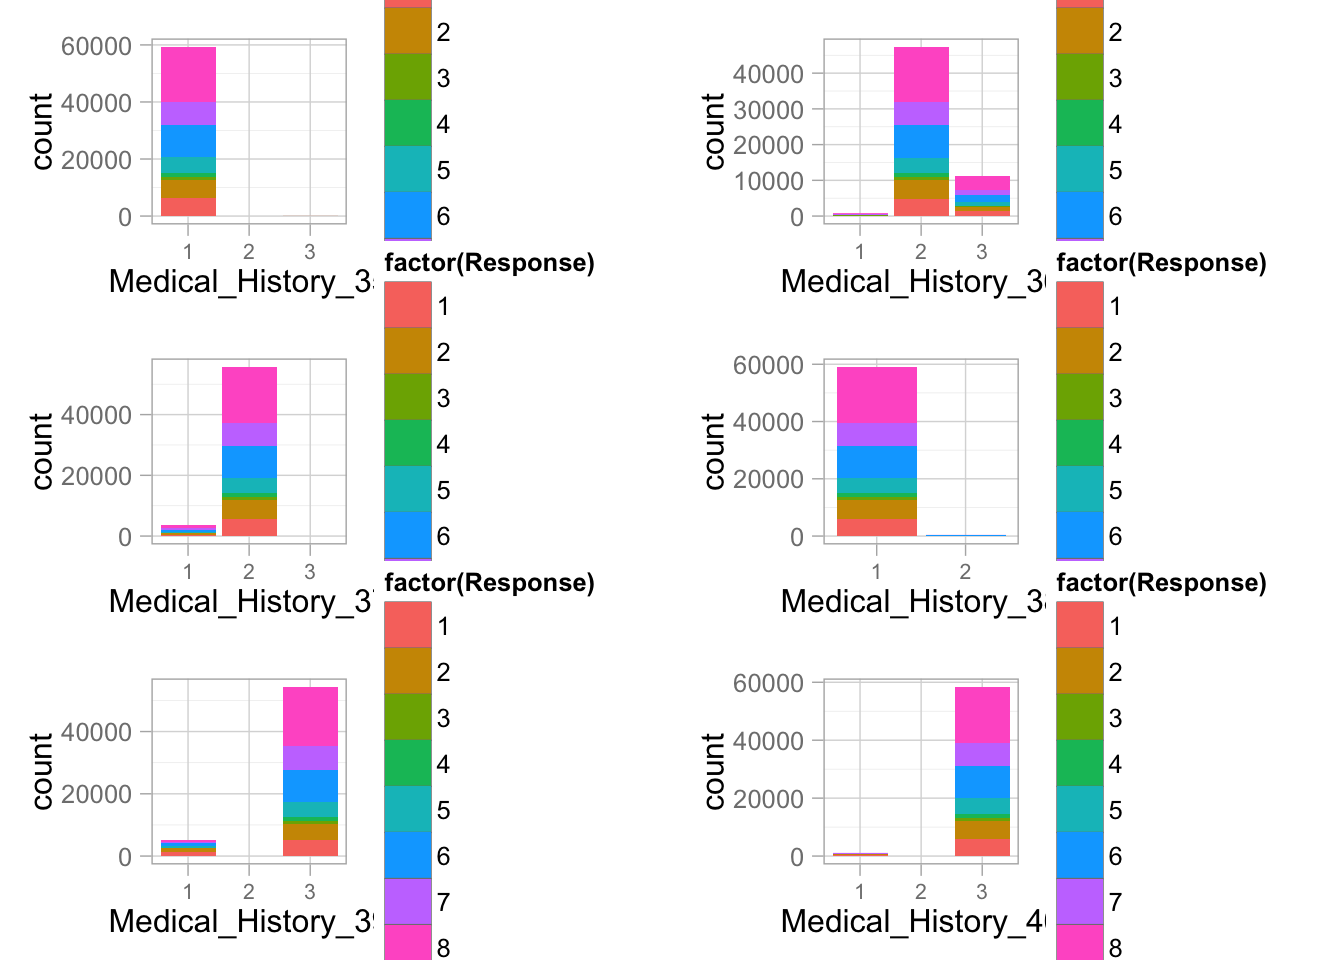 60000
40000
20000
0
count
1 2 3
Medical_History_3
2
3
4
5
6
40000
30000
20000
10000
0
count
1 2 3
Medical_History_3
2
3
4
5
6
40000
20000
0
count
1 2 3
Medical_History_3
factor(Response)
1
2
3
4
5
6
60000
40000
20000
0
count
1 2
Medical_History_3
factor(Response)
1
2
3
4
5
6
40000
20000
0
count
1 2 3
Medical_History_3
factor(Response)
1
2
3
4
5
6
7
8
60000
40000
20000
0
count
1 2 3
Medical_History_4
factor(Response)
1
2
3
4
5
6
7
8